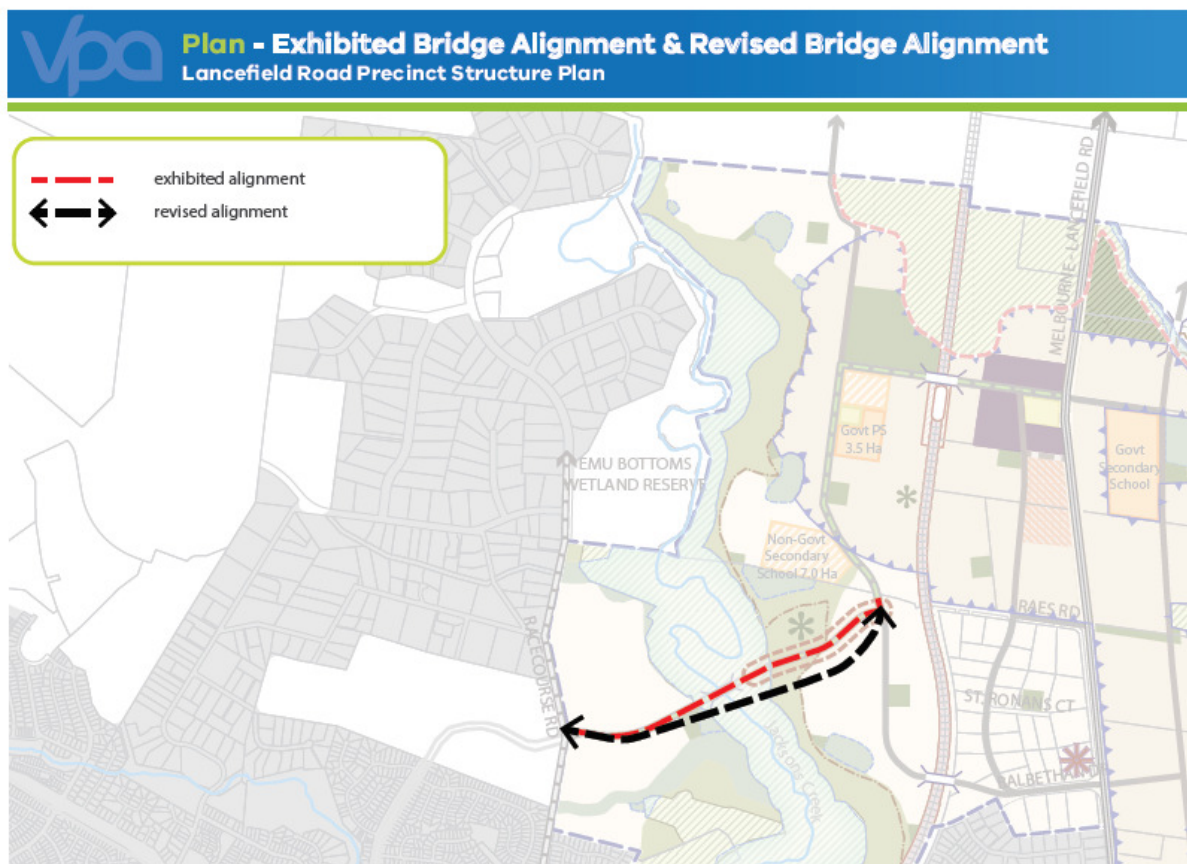 vpa
Plan - Exhibited Bridge Alignment & Revised Bridge Alignment
Lancefield Road Precinct Structure Plan
exhibited alignment
revised alignment
MELBOURNE - LANCEFIELD RD
Govt PS
3.5 Ha
Govt
Secondary
School
EMU BOTTOMS
WETLAND RESERVE
Non-Govt
Secondary
School 7.0 Ha
RAES RD
RACECOURSE RD
ST. RONANS CT
Jacksons Creek